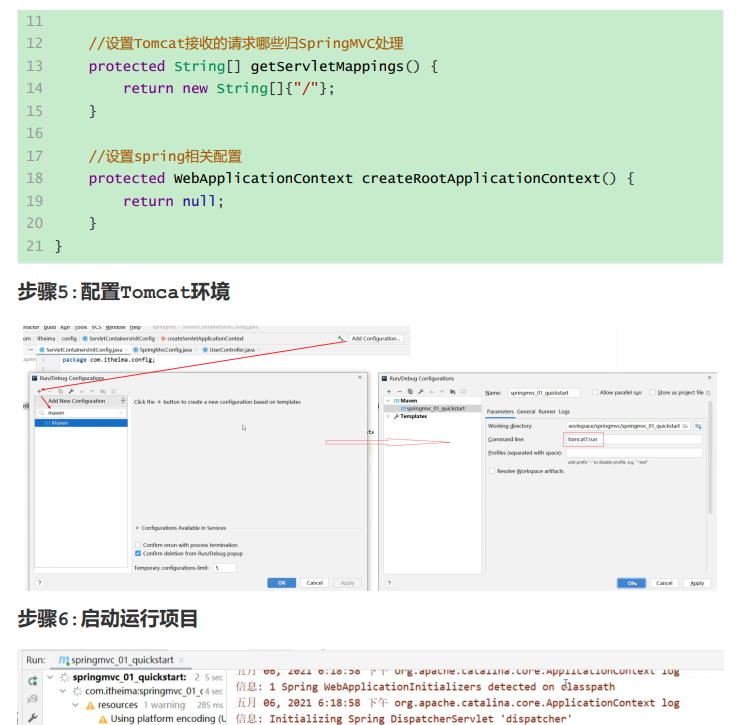 11
12 //设置Tomcat接收的请求哪些归SpringMVC处理
13 protected String[] getServletMappings() {
14 return new String[]{"/"};
15 }
16
17 //设置spring相关配置
18 protected WebApplicationContext createRootApplicationContext() {
19 return null;
20 }
21 }
步骤5:配置Tomcat环境
Build Run Tools VCS Window Help
itheima config ServletContainersInitConfig createServletApplicationContext Add Configuration...
ServletContainersInitConfig.java SpringMvcConfig.java UserController.java
1 package com.itheima.config;
Run/Debug Configurations
Add New Configuration
maven
Maven
Click the + button to create a new configuration based on templates
Configurations Available in Services
Confirm rerun with process termination
Confirm deletion from Run/Debug popup
Temporary configurations limit: 5
? OK Cancel Apply
Run/Debug Configurations
Maven
springmvc_01_quickstart
Templates
Name: springmvc_01_quickstart Allow parallel run Store as project file
Parameters General Runner Logs
Working directory: workspace/springmvc/springmvc_01_quickstart
Command line: tomcat7:run
Profiles (separated with space):
add prefix '-' to disable profile, e.g. "-test"
Resolve Workspace artifacts
? OK Cancel Apply
步骤6:启动运行项目
Run: springmvc_01_quickstart ×
springmvc_01_quickstart: 2 5 sec
com.itheima:springmvc_01_ 4 sec
resources 1 warning 285 ms
Using platform encoding (U
五月 06, 2021 6:18:58 下午 org.apache.catalina.core.ApplicationContext log
信息: 1 Spring WebApplicationInitializers detected on classpath
五月 06, 2021 6:18:58 下午 org.apache.catalina.core.ApplicationContext log
信息: Initializing Spring DispatcherServlet 'dispatcher'